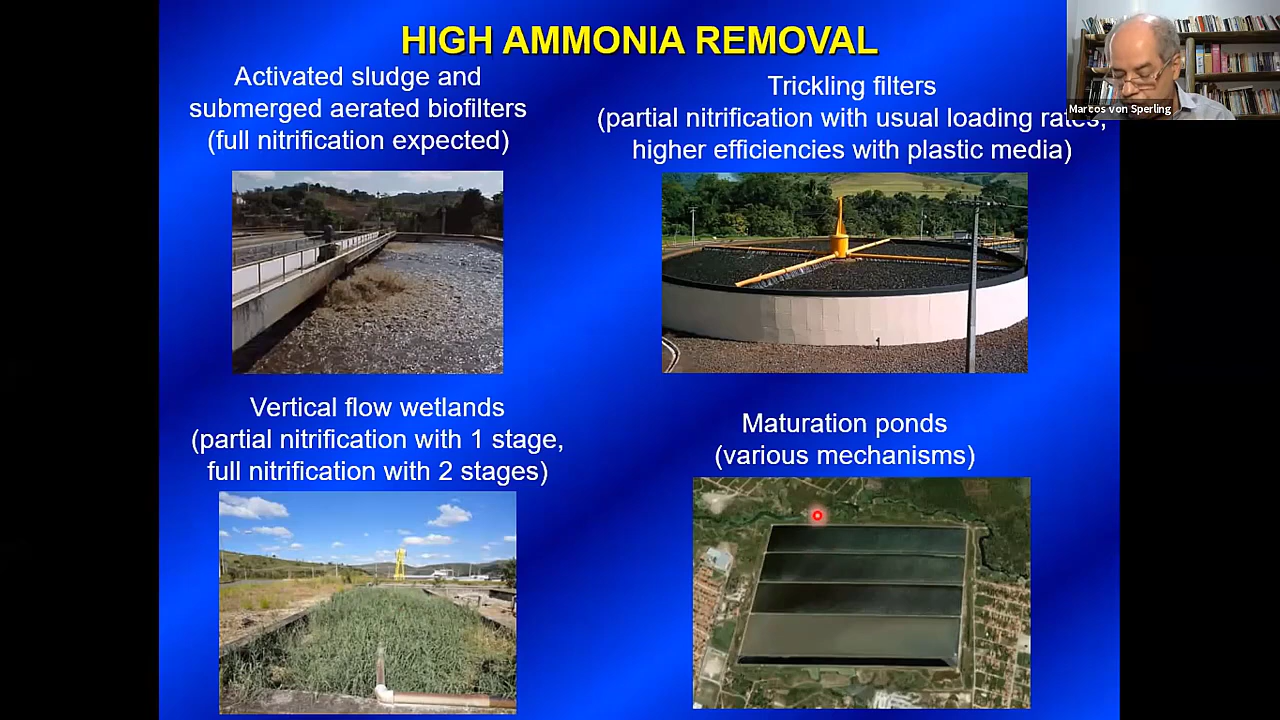 HIGH AMMONIA REMOVAL
Activated sludge and
submerged aerated biofilters
(full nitrification expected)
Trickling filters
(partial nitrification with usual loading rates,
higher efficiencies with plastic media)
Marcos von Sperling
Vertical flow wetlands
(partial nitrification with 1 stage,
full nitrification with 2 stages)
Maturation ponds
(various mechanisms)